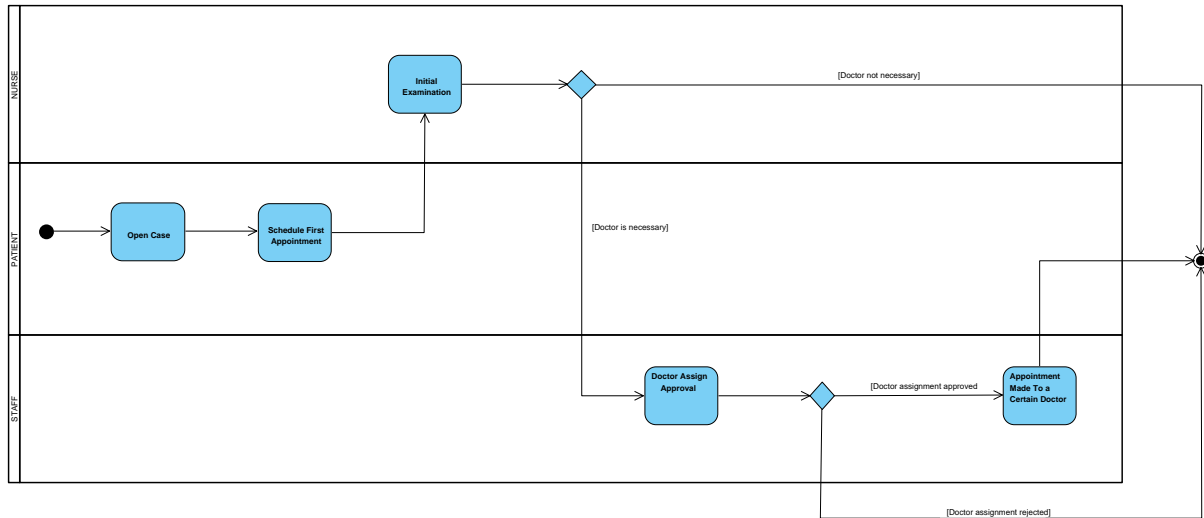 NURSE
Initial
Examination
[Doctor not necessary]
PATIENT
Open Case
Schedule First
Appointment
[Doctor is necessary]
STAFF
Doctor Assign
Approval
[Doctor assignment approved
Appointment
Made To a
Certain Doctor
[Doctor assignment rejected]